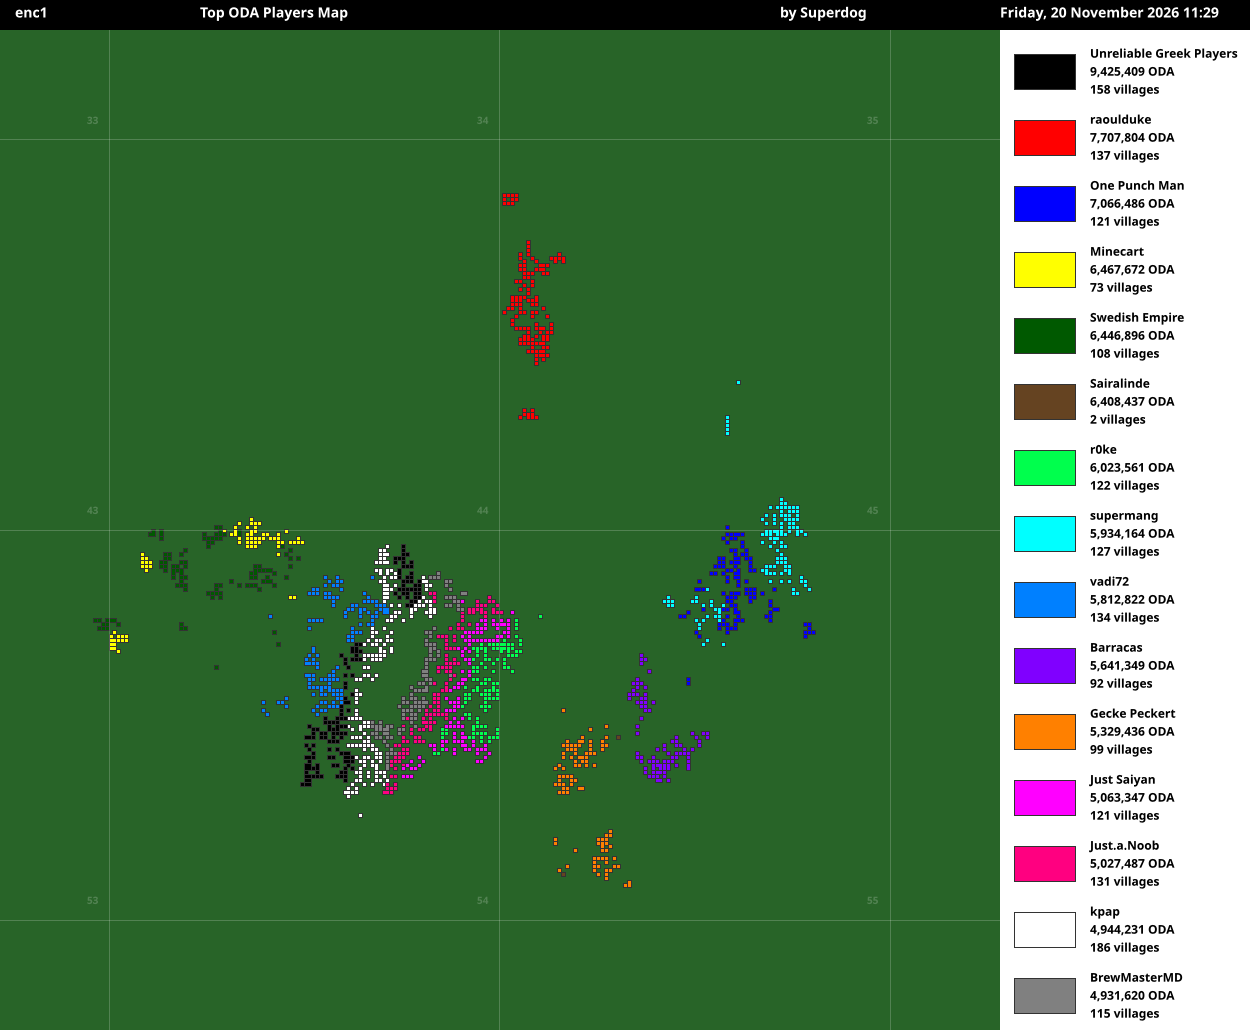 enc1
Top ODA Players Map
by Superdog
Friday, 20 November 2026 11:29
33
34
35
43
44
45
53
54
55
Unreliable Greek Players
9,425,409 ODA
158 villages
raoulduke
7,707,804 ODA
137 villages
One Punch Man
7,066,486 ODA
121 villages
Minecart
6,467,672 ODA
73 villages
Swedish Empire
6,446,896 ODA
108 villages
Sairalinde
6,408,437 ODA
2 villages
r0ke
6,023,561 ODA
122 villages
supermang
5,934,164 ODA
127 villages
vadi72
5,812,822 ODA
134 villages
Barracas
5,641,349 ODA
92 villages
Gecke Peckert
5,329,436 ODA
99 villages
Just Saiyan
5,063,347 ODA
121 villages
Just.a.Noob
5,027,487 ODA
131 villages
kpap
4,944,231 ODA
186 villages
BrewMasterMD
4,931,620 ODA
115 villages